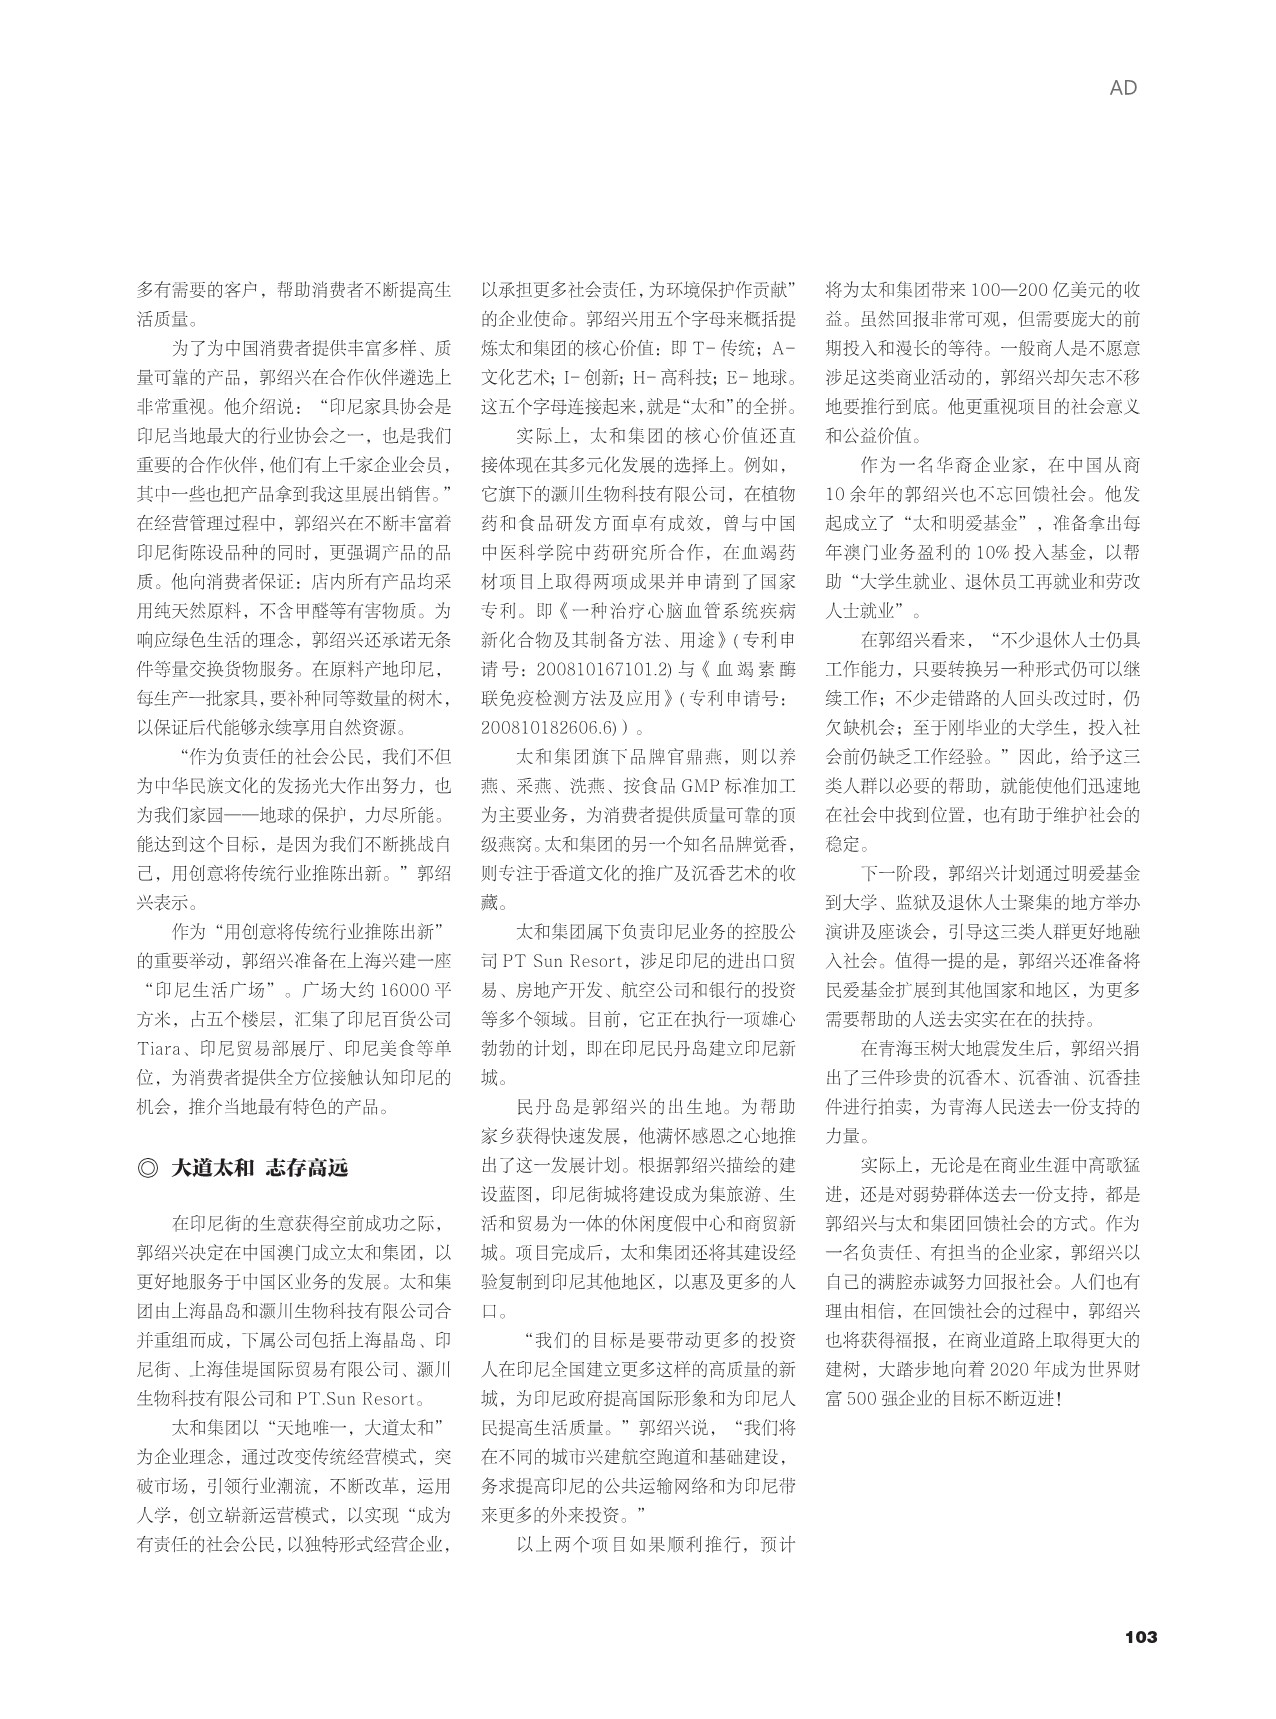 AD
多有需要的客户，帮助消费者不断提高生
活质量。
为了为中国消费者提供丰富多样、质
量可靠的产品，郭绍兴在合作伙伴遴选上
非常重视。他介绍说：“印尼家具协会是
印尼当地最大的行业协会之一，也是我们
重要的合作伙伴，他们有上千家企业会员，
其中一些也把产品拿到我这里展出销售。”
在经营管理过程中，郭绍兴在不断丰富着
印尼街陈设品种的同时，更强调产品的品
质。他向消费者保证：店内所有产品均采
用纯天然原料，不含甲醛等有害物质。为
响应绿色生活的理念，郭绍兴还承诺无条
件等量交换货物服务。在原料产地印尼，
每生产一批家具，要补种同等数量的树木，
以保证后代能够永续享用自然资源。
“作为负责任的社会公民，我们不但
为中华民族文化的发扬光大作出努力，也
为我们家园——地球的保护，力尽所能。
能达到这个目标，是因为我们不断挑战自
己，用创意将传统行业推陈出新。”郭绍
兴表示。
作为“用创意将传统行业推陈出新”
的重要举动，郭绍兴准备在上海兴建一座
“印尼生活广场”。广场大约 16000 平
方米，占五个楼层，汇集了印尼百货公司
Tiara、印尼贸易部展厅、印尼美食等单
位，为消费者提供全方位接触认知印尼的
机会，推介当地最有特色的产品。
◎ 大道太和 志存高远
在印尼街的生意获得空前成功之际，
郭绍兴决定在中国澳门成立太和集团，以
更好地服务于中国区业务的发展。太和集
团由上海晶岛和灏川生物科技有限公司合
并重组而成，下属公司包括上海晶岛、印
尼街、上海佳堤国际贸易有限公司、灏川
生物科技有限公司和 PT.Sun Resort。
太和集团以“天地唯一，大道太和”
为企业理念，通过改变传统经营模式，突
破市场，引领行业潮流，不断改革，运用
人学，创立崭新运营模式，以实现“成为
有责任的社会公民，以独特形式经营企业，
以承担更多社会责任，为环境保护作贡献”
的企业使命。郭绍兴用五个字母来概括提
炼太和集团的核心价值：即 T-传统；A-
文化艺术；I-创新；H-高科技；E-地球。
这五个字母连接起来，就是“太和”的全拼。
实际上，太和集团的核心价值还直
接体现在其多元化发展的选择上。例如，
它旗下的灏川生物科技有限公司，在植物
药和食品研发方面卓有成效，曾与中国
中医科学院中药研究所合作，在血竭药
材项目上取得两项成果并申请到了国家
专利。即《一种治疗心脑血管系统疾病
新化合物及其制备方法、用途》(专利申
请号：200810167101.2) 与《血竭素酶
联免疫检测方法及应用》(专利申请号：
200810182606.6)）。
太和集团旗下品牌官鼎燕，则以养
燕、采燕、洗燕、按食品 GMP 标准加工
为主要业务，为消费者提供质量可靠的顶
级燕窝。太和集团的另一个知名品牌觉香，
则专注于香道文化的推广及沉香艺术的收
藏。
太和集团属下负责印尼业务的控股公
司 PT Sun Resort，涉足印尼的进出口贸
易、房地产开发、航空公司和银行的投资
等多个领域。目前，它正在执行一项雄心
勃勃的计划，即在印尼民丹岛建立印尼新
城。
民丹岛是郭绍兴的出生地。为帮助
家乡获得快速发展，他满怀感恩之心地推
出了这一发展计划。根据郭绍兴描绘的建
设蓝图，印尼街城将建设成为集旅游、生
活和贸易为一体的休闲度假中心和商贸新
城。项目完成后，太和集团还将其建设经
验复制到印尼其他地区，以惠及更多的人
口。
“我们的目标是要带动更多的投资
人在印尼全国建立更多这样的高质量的新
城，为印尼政府提高国际形象和为印尼人
民提高生活质量。”郭绍兴说，“我们将
在不同的城市兴建航空跑道和基础建设，
务求提高印尼的公共运输网络和为印尼带
来更多的外来投资。”
以上两个项目如果顺利推行，预计
将为太和集团带来 100—200 亿美元的收
益。虽然回报非常可观，但需要庞大的前
期投入和漫长的等待。一般商人是不愿意
涉足这类商业活动的，郭绍兴却矢志不移
地要推行到底。他更重视项目的社会意义
和公益价值。
作为一名华裔企业家，在中国从商
10 余年的郭绍兴也不忘回馈社会。他发
起成立了“太和明爱基金”，准备拿出每
年澳门业务盈利的 10% 投入基金，以帮
助“大学生就业、退休员工再就业和劳改
人士就业”。
在郭绍兴看来，“不少退休人士仍具
工作能力，只要转换另一种形式仍可以继
续工作；不少走错路的人回头改过时，仍
欠缺机会；至于刚毕业的大学生，投入社
会前仍缺乏工作经验。”因此，给予这三
类人群以必要的帮助，就能使他们迅速地
在社会中找到位置，也有助于维护社会的
稳定。
下一阶段，郭绍兴计划通过明爱基金
到大学、监狱及退休人士聚集的地方举办
演讲及座谈会，引导这三类人群更好地融
入社会。值得一提的是，郭绍兴还准备将
民爱基金扩展到其他国家和地区，为更多
需要帮助的人送去实实在在的扶持。
在青海玉树大地震发生后，郭绍兴捐
出了三件珍贵的沉香木、沉香油、沉香挂
件进行拍卖，为青海人民送去一份支持的
力量。
实际上，无论是在商业生涯中高歌猛
进，还是对弱势群体送去一份支持，都是
郭绍兴与太和集团回馈社会的方式。作为
一名负责任、有担当的企业家，郭绍兴以
自己的满腔赤诚努力回报社会。人们也有
理由相信，在回馈社会的过程中，郭绍兴
也将获得福报，在商业道路上取得更大的
建树，大踏步地向着 2020 年成为世界财
富 500 强企业的目标不断迈进！
103